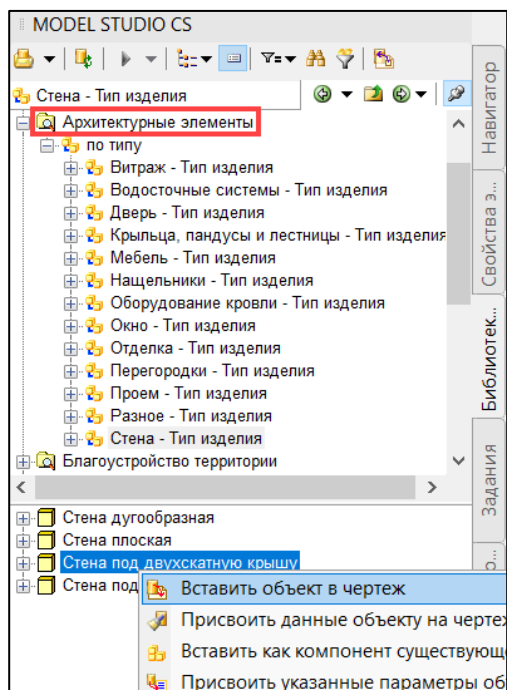 MODEL STUDIO CS
Стена - Тип изделия
Архитектурные элементы
по типу
Витраж - Тип изделия
Водосточные системы - Тип изделия
Дверь - Тип изделия
Крыльца, пандусы и лестницы - Тип изделия
Мебель - Тип изделия
Нащельники - Тип изделия
Оборудование кровли - Тип изделия
Окно - Тип изделия
Отделка - Тип изделия
Перегородки - Тип изделия
Проем - Тип изделия
Разное - Тип изделия
Стена - Тип изделия
Благоустройство территории
Стена дугообразная
Стена плоская
Стена под двухскатную крышу
Стена под
Вставить объект в чертеж
Присвоить данные объекту на черте
Вставить как компонент существующ
Присвоить указанные параметры об
Навигатор
Свойства э...
Библиотек...
Задания